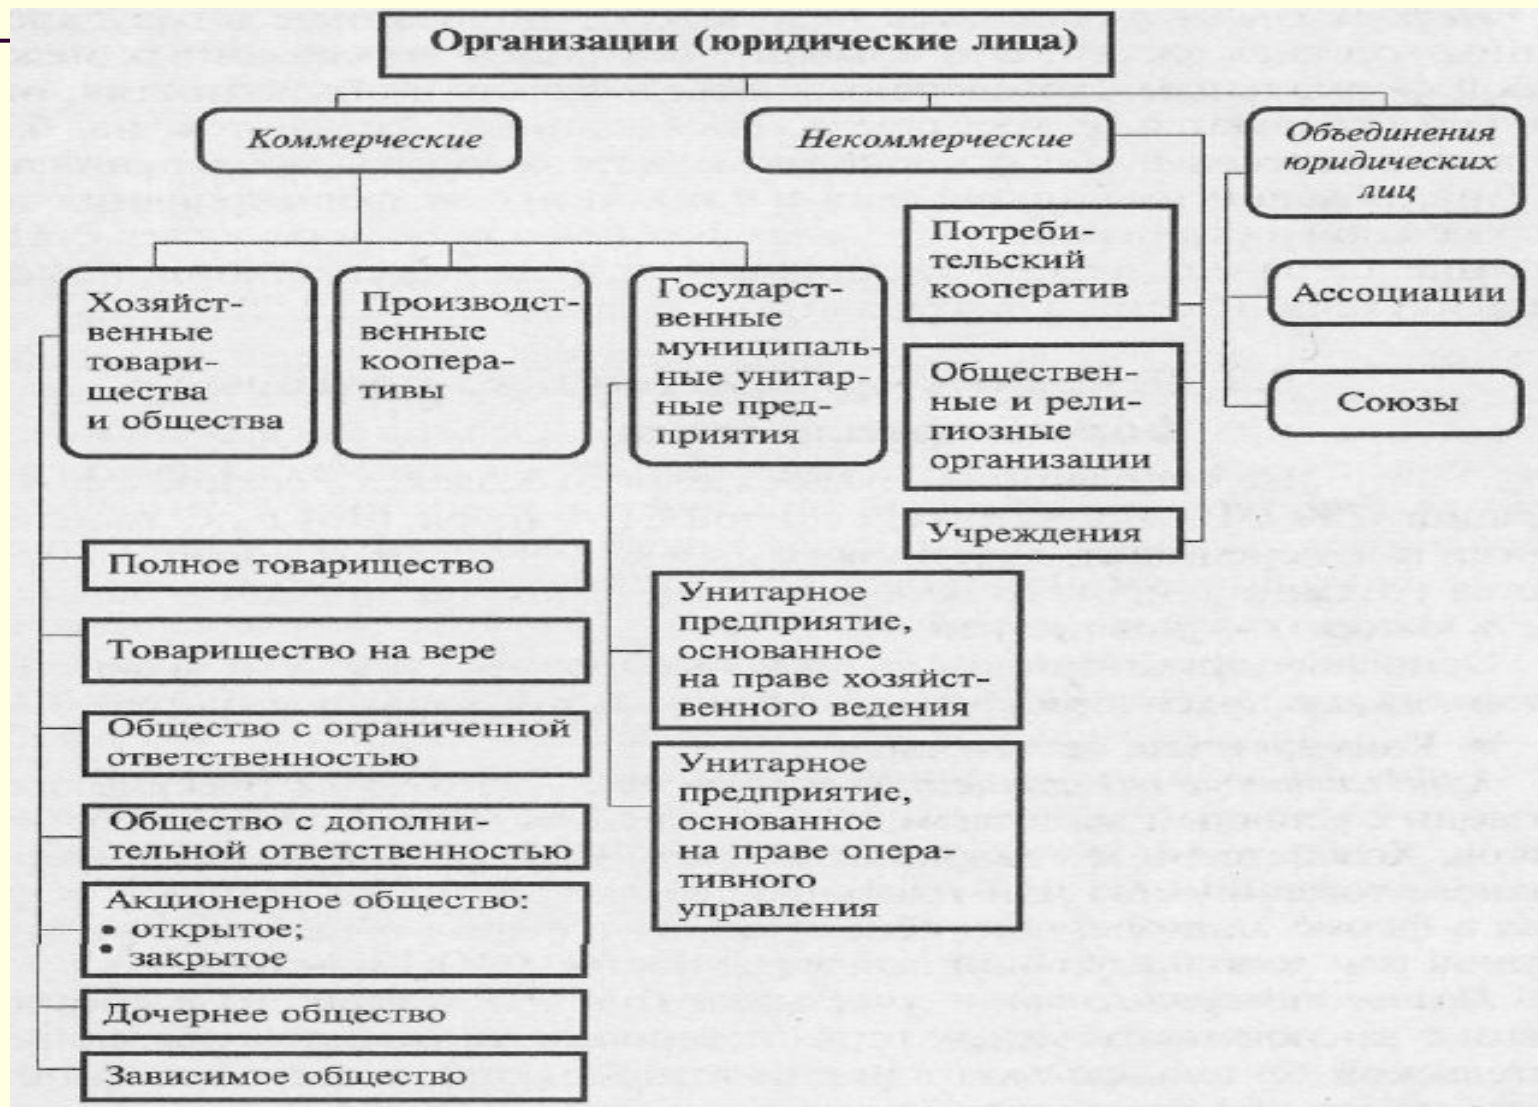 Организации (юридические лица)
Коммерческие
Некоммерческие
Объединения
юридических
лиц
Хозяйст-
венные
товари-
щества
и общества
Производст-
венные
коопера-
тивы
Государст-
венные
муниципаль-
ные унитар-
ные пред-
приятия
Потреби-
тельский
кооператив
Обществен-
ные и рели-
гиозные
организации
Учреждения
Ассоциации
Союзы
Полное товарищество
Товарищество на вере
Общество с ограниченной
ответственностью
Общество с дополни-
тельной ответственностью
Акционерное общество:
• открытое;
• закрытое
Дочернее общество
Зависимое общество
Унитарное
предприятие,
основанное
на праве хозяйст-
венного ведения
Унитарное
предприятие,
основанное
на праве опера-
тивного
управления